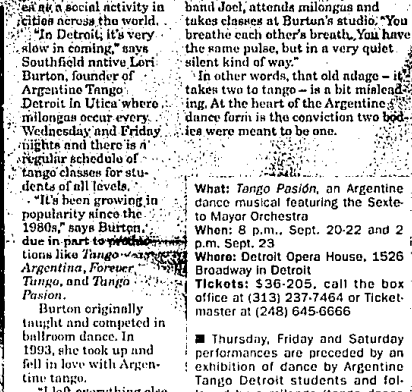 es as a social activity in
cities across the world.
"In Detroit, it's very
slow in coming," says
Southfield native Lori
Burton, founder of
Argentine Tango
Detroit in Utica where
milongas occur every
Wednesday and Friday
nights and there is a
regular schedule of
tango classes for stu-
dents of all levels.
"It's been growing in
popularity since the
1980s," says Burton,
due in part to
tions like Tango
Argentina, Forever
Tango, and Tango
Pasion.
Burton originally
taught and competed in
ballroom dance. In
1993, she took up and
fell in love with Argen-
tine tango.
"I left everything else
band Joel, attends milongas and
takes classes at Burton's studio. "You
breathe each other's breath. You have
the same pulse, but in a very quiet
silent kind of way."
In other words, that old adage – it
takes two to tango – is a bit mislead-
ing. At the heart of the Argentine
dance form is the conviction two bod-
ies were meant to be one.
What: Tango Pasión, an Argentine
dance musical featuring the Sexte-
to Mayor Orchestra
When: 8 p.m., Sept. 20-22 and 2
p.m. Sept. 23
Where: Detroit Opera House, 1526
Broadway in Detroit
Tickets: $36-205, call the box
office at (313) 237-7464 or Ticket-
master at (248) 645-6666
■ Thursday, Friday and Saturday
performances are preceded by an
exhibition of dance by Argentine
Tango Detroit students and fol-